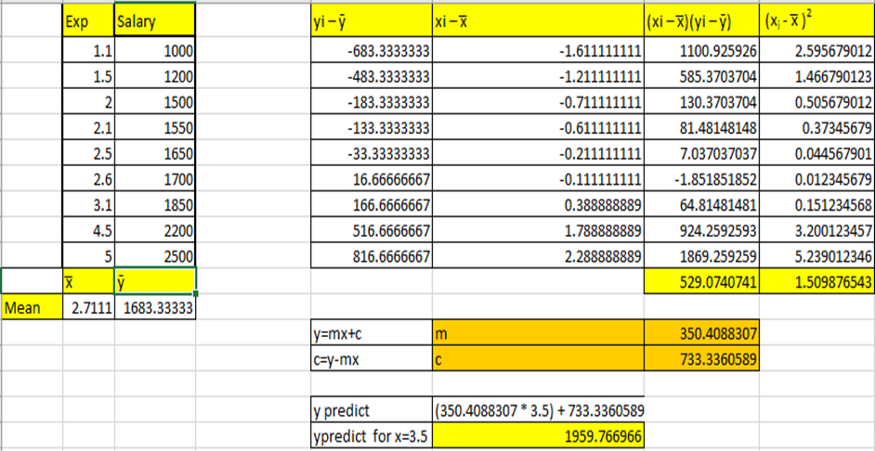 Exp Salary yi – ȳ xi – x̅ (xi – x̅)(yi – ȳ) (xᵢ - x̅)²
1.1 1000 -683.3333333 -1.611111111 1100.925926 2.595679012
1.5 1200 -483.3333333 -1.211111111 585.3703704 1.466790123
2 1500 -183.3333333 -0.711111111 130.3703704 0.505679012
2.1 1550 -133.3333333 -0.611111111 81.48148148 0.37345679
2.5 1650 -33.33333333 -0.211111111 7.037037037 0.044567901
2.6 1700 16.66666667 -0.111111111 -1.851851852 0.012345679
3.1 1850 166.6666667 0.388888889 64.81481481 0.151234568
4.5 2200 516.6666667 1.788888889 924.2592593 3.200123457
5 2500 816.6666667 2.288888889 1869.259259 5.239012346
x̅ ȳ 529.0740741 1.509876543
Mean 2.7111 1683.33333
y=mx+c m 350.4088307
c=y-mx c 733.3360589
y predict (350.4088307 * 3.5) + 733.3360589
ypredict for x=3.5 1959.766966